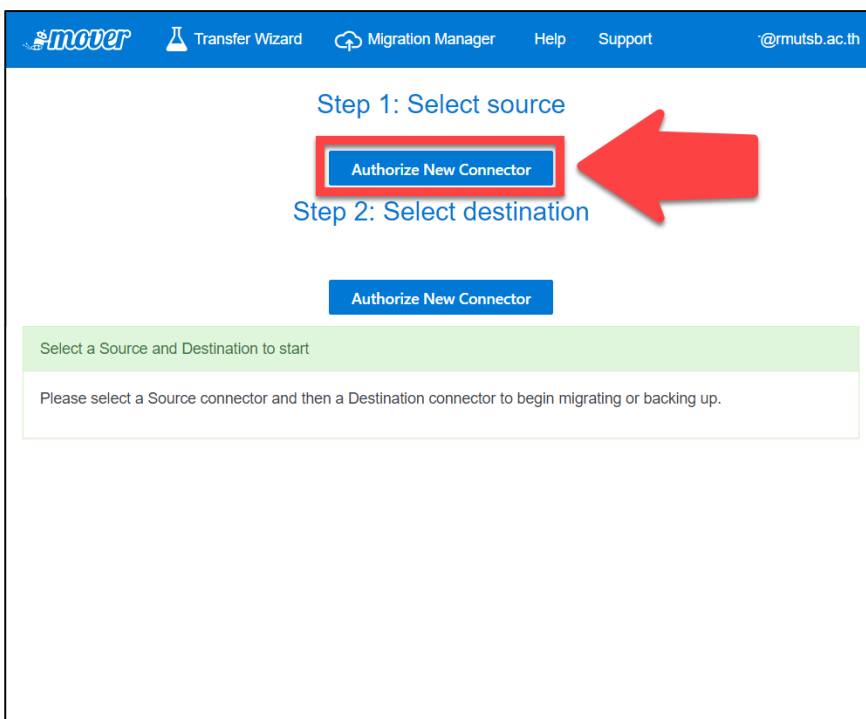 mover Transfer Wizard Migration Manager Help Support @rmutsb.ac.th
Step 1: Select source
Authorize New Connector
Step 2: Select destination
Authorize New Connector
Select a Source and Destination to start
Please select a Source connector and then a Destination connector to begin migrating or backing up.